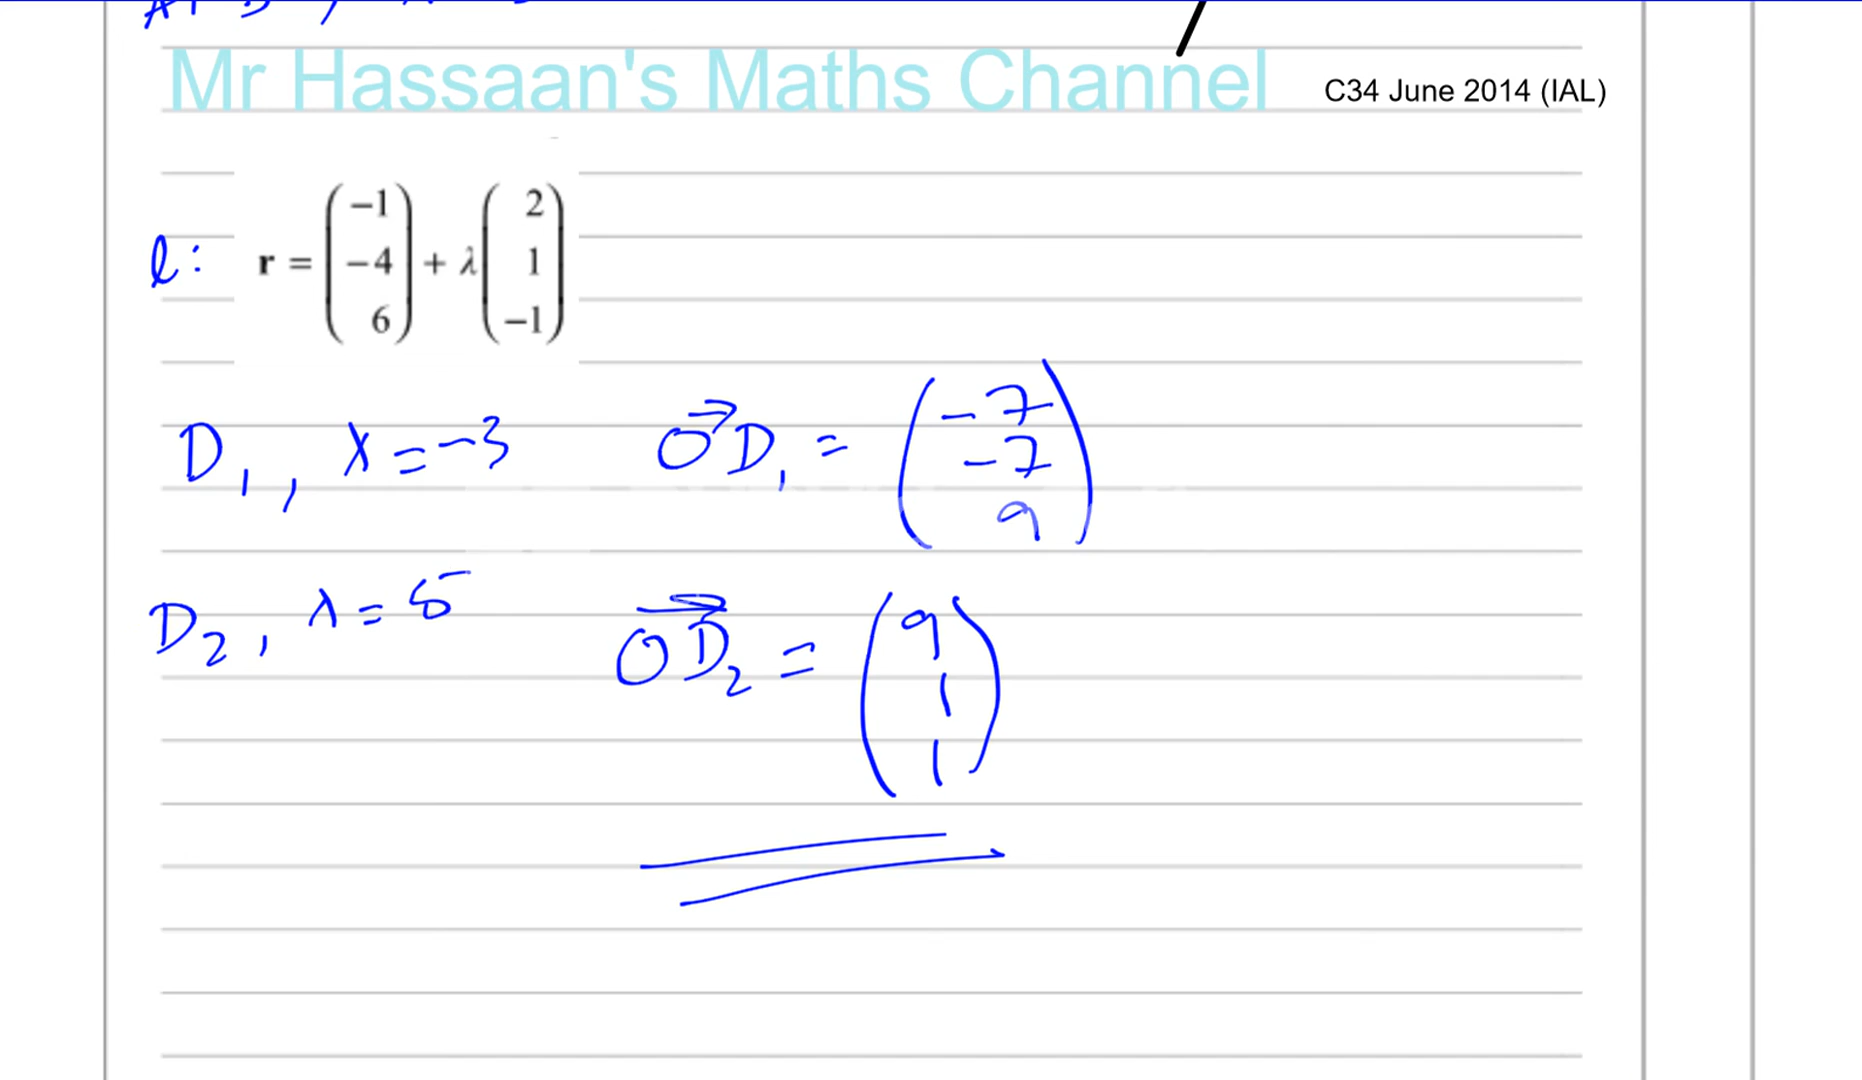 Mr Hassaan's Maths Channel
C34 June 2014 (IAL)
l: r = (−1 −4 6) + λ(2 1 −1)
D₁, λ = −3 OD₁ = (−7 −7 9)
D₂, λ = 5 OD₂ = (9 1 1)